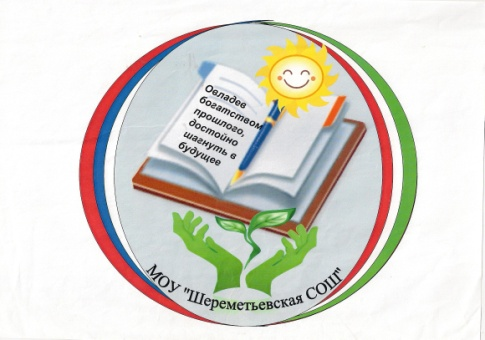 Овладев
богатством
прошлого,
достойно
шагнуть в
будущее
МОУ "Шереметьевская СОШ"